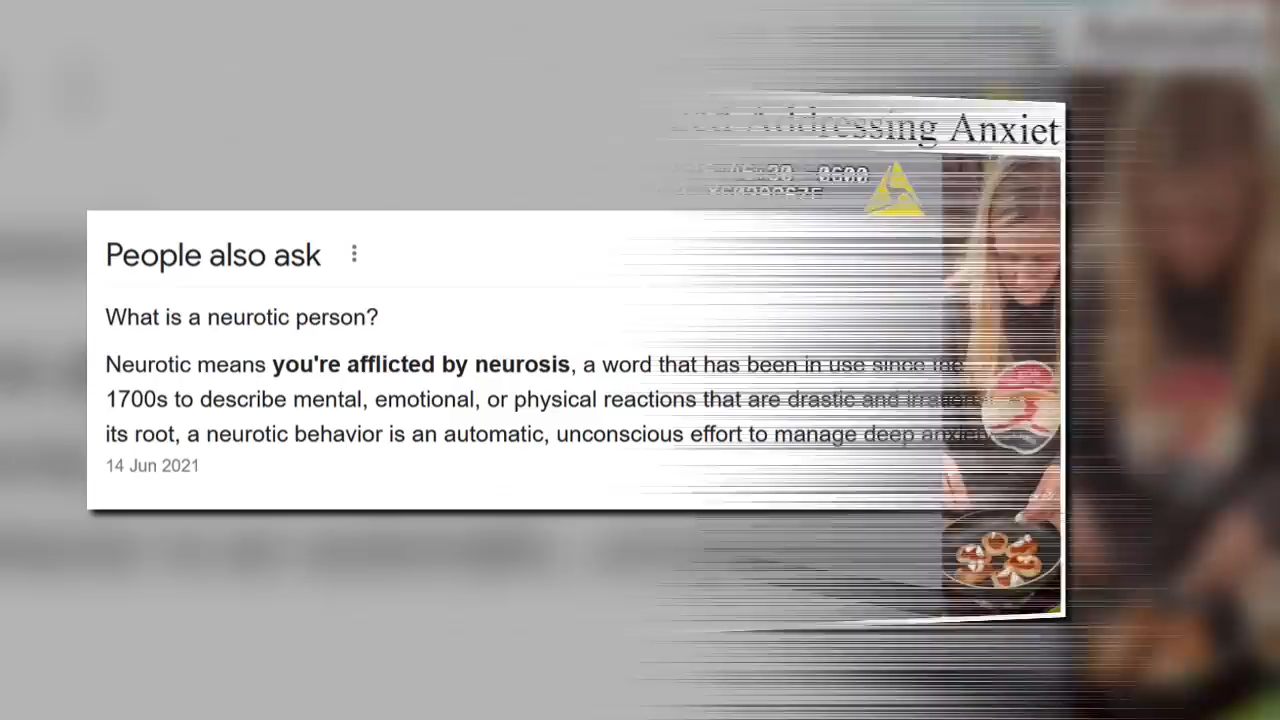 Addressing Anxiet
0600
People also ask
What is a neurotic person?
Neurotic means you're afflicted by neurosis, a word that has been in use since the
1700s to describe mental, emotional, or physical reactions that are drastic and
its root, a neurotic behavior is an automatic, unconscious effort to manage deep
14 Jun 2021